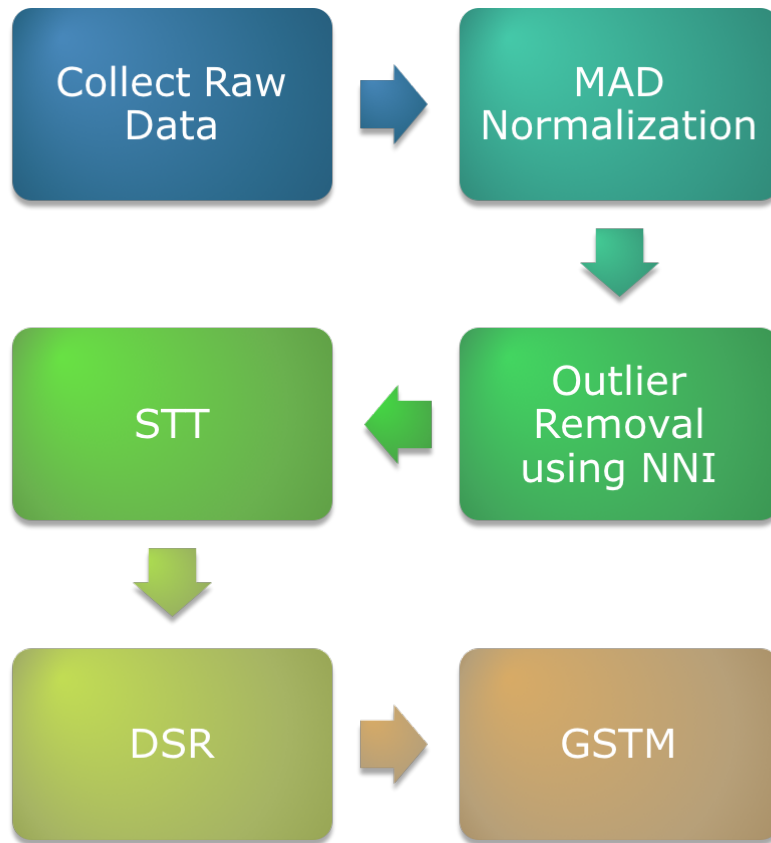 Collect Raw
Data
MAD
Normalization
Outlier
Removal
using NNI
STT
DSR
GSTM